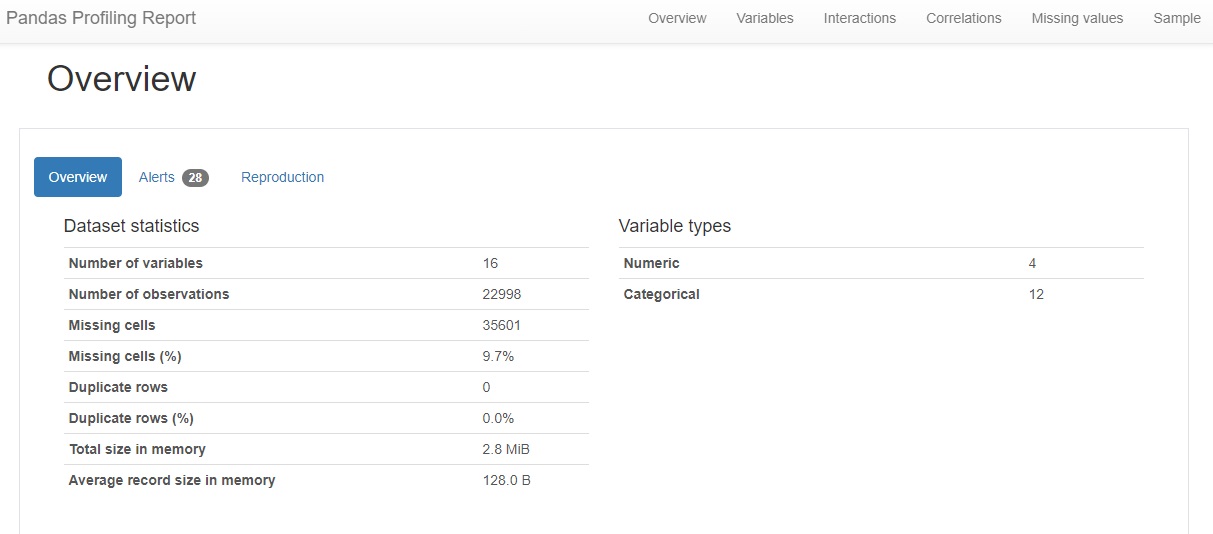 Pandas Profiling Report Overview Variables Interactions Correlations Missing values Sample
Overview
Overview Alerts 28 Reproduction
Dataset statistics
Number of variables 16
Number of observations 22998
Missing cells 35601
Missing cells (%) 9.7%
Duplicate rows 0
Duplicate rows (%) 0.0%
Total size in memory 2.8 MiB
Average record size in memory 128.0 B
Variable types
Numeric 4
Categorical 12